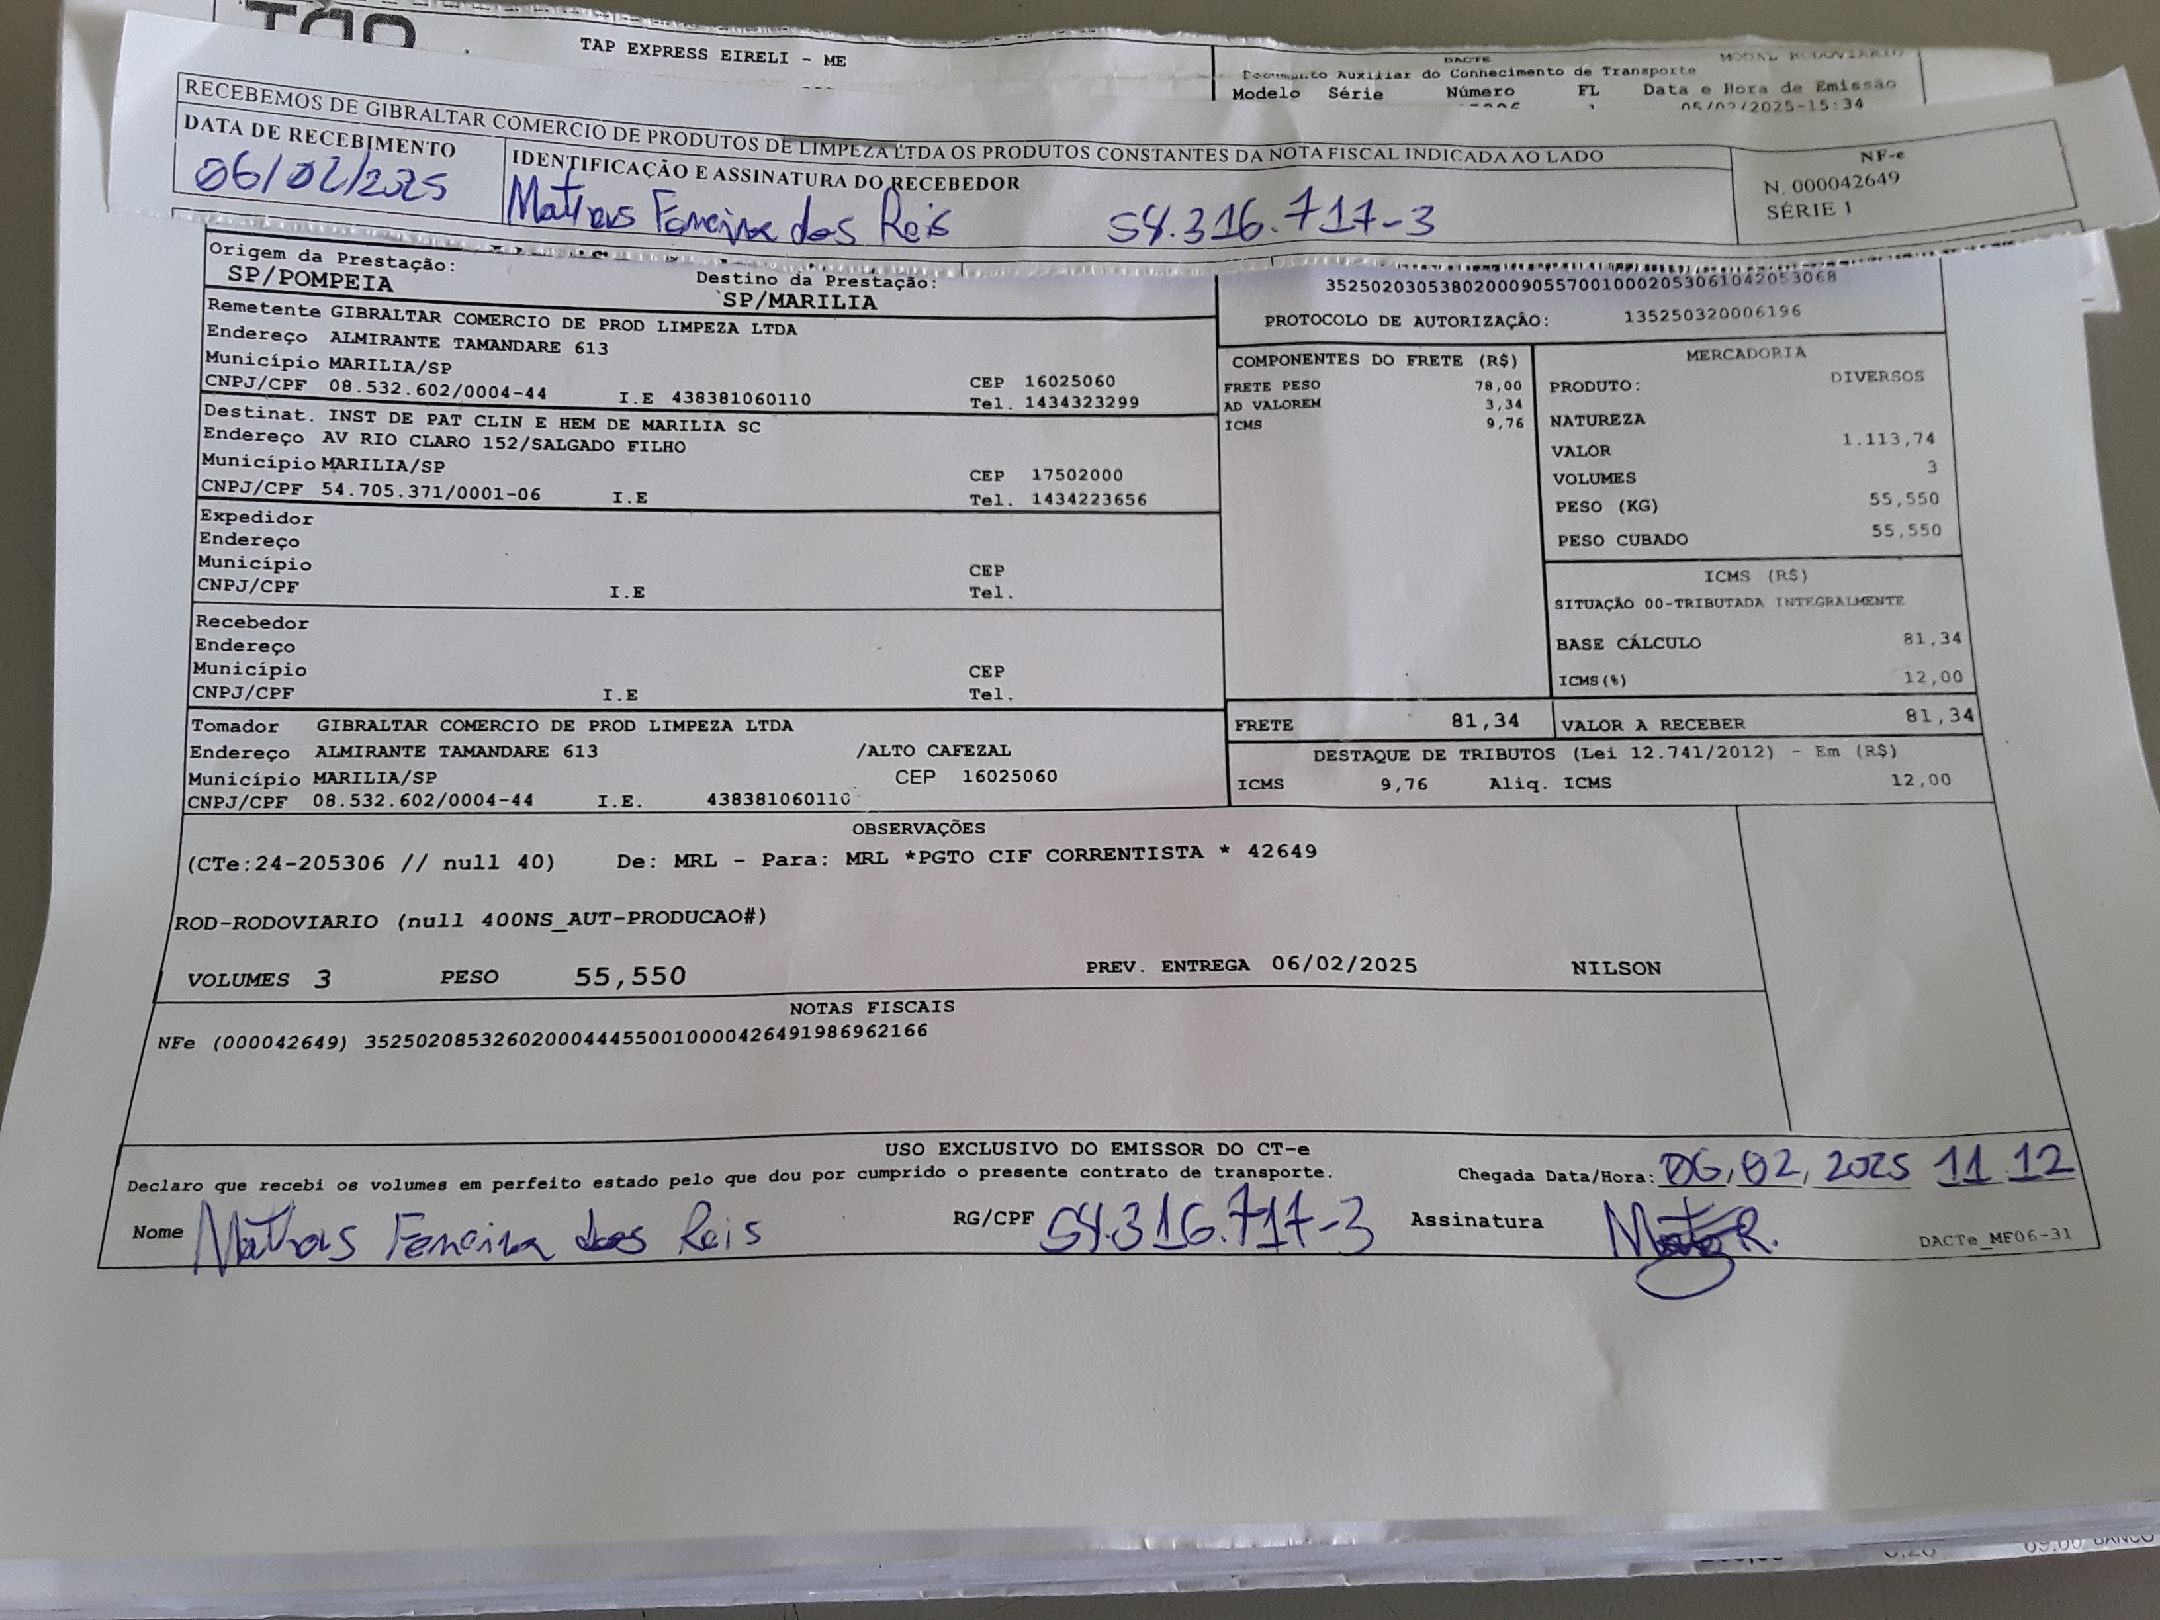 TAP EXPRESS EIRELI - ME
DACTE
MODAL RODOVIARIO
Documento Auxiliar do Conhecimento de Transporte
Modelo Série Número FL Data e Hora de Emissão
1 05/02/2025-15:34
RECEBEMOS DE GIBRALTAR COMERCIO DE PRODUTOS DE LIMPEZA LTDA OS PRODUTOS CONSTANTES DA NOTA FISCAL INDICADA AO LADO
DATA DE RECEBIMENTO
06/02/2025
IDENTIFICAÇÃO E ASSINATURA DO RECEBEDOR
Matheus Ferreira dos Reis 54.316.717-3
NF-e
N. 000042649
SÉRIE 1
Origem da Prestação:
SP/POMPEIA
Destino da Prestação:
SP/MARILIA
35250203053802000905570010002053061042053068
PROTOCOLO DE AUTORIZAÇÃO: 135250320006196
Remetente GIBRALTAR COMERCIO DE PROD LIMPEZA LTDA
Endereço ALMIRANTE TAMANDARE 613
Município MARILIA/SP CEP 16025060
CNPJ/CPF 08.532.602/0004-44 I.E 438381060110 Tel. 1434323299
Destinat. INST DE PAT CLIN E HEM DE MARILIA SC
Endereço AV RIO CLARO 152/SALGADO FILHO
Município MARILIA/SP CEP 17502000
CNPJ/CPF 54.705.371/0001-06 I.E Tel. 1434223656
Expedidor
Endereço
Município CEP
CNPJ/CPF I.E Tel.
Recebedor
Endereço
Município CEP
CNPJ/CPF I.E Tel.
Tomador GIBRALTAR COMERCIO DE PROD LIMPEZA LTDA
Endereço ALMIRANTE TAMANDARE 613 /ALTO CAFEZAL
Município MARILIA/SP CEP 16025060
CNPJ/CPF 08.532.602/0004-44 I.E. 438381060110
COMPONENTES DO FRETE (R$)
FRETE PESO 78,00
AD VALOREM 3,34
ICMS 9,76
MERCADORIA
PRODUTO: DIVERSOS
NATUREZA
VALOR 1.113,74
VOLUMES 3
PESO (KG) 55,550
PESO CUBADO 55,550
ICMS (R$)
SITUAÇÃO 00-TRIBUTADA INTEGRALMENTE
BASE CÁLCULO 81,34
ICMS(%) 12,00
FRETE 81,34 VALOR A RECEBER 81,34
DESTAQUE DE TRIBUTOS (Lei 12.741/2012) - Em (R$)
ICMS 9,76 Aliq. ICMS 12,00
OBSERVAÇÕES
(CTe:24-205306 // null 40) De: MRL - Para: MRL *PGTO CIF CORRENTISTA * 42649
ROD-RODOVIARIO (null 400NS_AUT-PRODUCAO#)
VOLUMES 3 PESO 55,550 PREV. ENTREGA 06/02/2025 NILSON
NOTAS FISCAIS
NFe (000042649) 35250208532602000444550010000426491986962166
USO EXCLUSIVO DO EMISSOR DO CT-e
Declaro que recebi os volumes em perfeito estado pelo que dou por cumprido o presente contrato de transporte. Chegada Data/Hora: 06,02,2025 11 12
Nome Matheus Ferreira dos Reis RG/CPF 54.316.717-3 Assinatura
DACTe_MF06-31